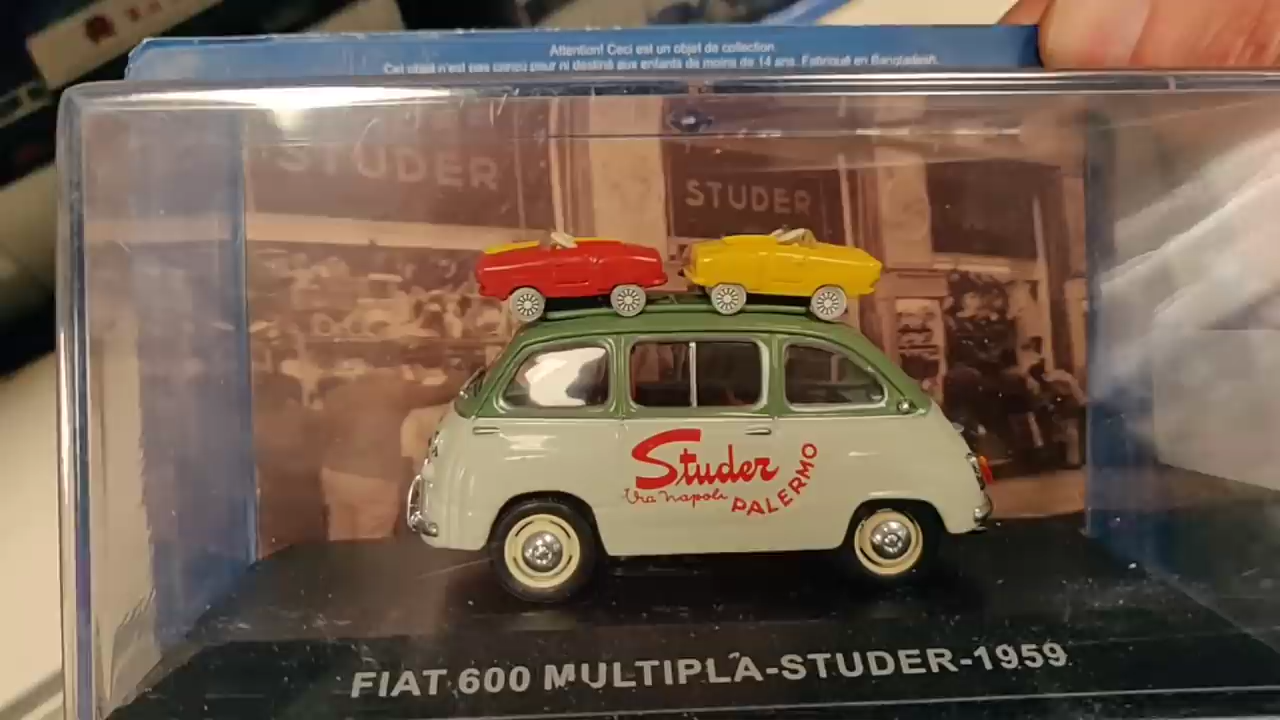 Attention! Ceci est un objet de collection.
Cet objet n'est pas conçu pour ni destiné aux enfants de moins de 14 ans. Fabriqué en Bangladesh.
STUDER
STUDER
Studer
Via Napoli PALERMO
FIAT 600 MULTIPLA-STUDER-1959